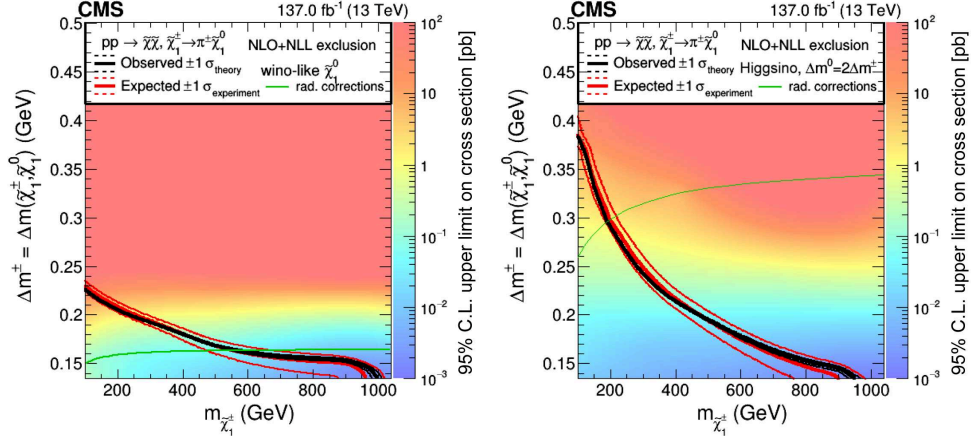 CMS 137.0 fb⁻¹ (13 TeV)
pp → χ̃χ̃, χ̃₁^± → π^± χ̃₁⁰ NLO+NLL exclusion
Observed ±1 σ_theory wino-like χ̃₁⁰
Expected ±1 σ_experiment rad. corrections
Δm^± = Δm(χ̃₁^±, χ̃₁⁰) (GeV)
0.5
0.45
0.4
0.35
0.3
0.25
0.2
0.15
200 400 600 800 1000
m_χ̃₁^± (GeV)
10²
10
1
10⁻¹
10⁻²
10⁻³
95% C.L. upper limit on cross section [pb]
CMS 137.0 fb⁻¹ (13 TeV)
pp → χ̃χ̃, χ̃₁^± → π^± χ̃₁⁰ NLO+NLL exclusion
Observed ±1 σ_theory Higgsino, Δm⁰=2Δm^±
Expected ±1 σ_experiment rad. corrections
Δm^± = Δm(χ̃₁^±, χ̃₁⁰) (GeV)
0.5
0.45
0.4
0.35
0.3
0.25
0.2
0.15
200 400 600 800 1000
m_χ̃₁^± (GeV)
10²
10
1
10⁻¹
10⁻²
10⁻³
95% C.L. upper limit on cross section [pb]